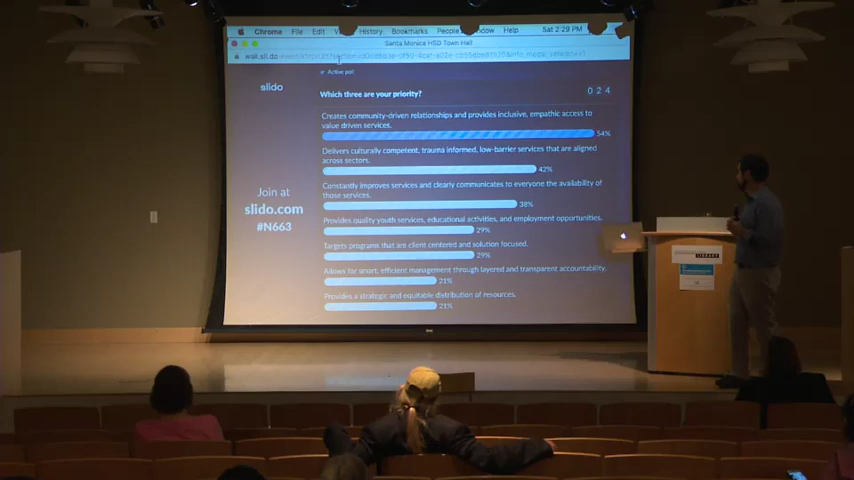 Chrome File Edit View History Bookmarks People Window Help Sat 2:29 PM
Santa Monica HSD Town Hall
Active poll
slido
Which three are your priority?
0 2 4
Creates community-driven relationships and provides inclusive, empathic access to
value driven services.
54%
Delivers culturally competent, trauma informed, low-barrier services that are aligned
across sectors.
42%
Constantly improves services and clearly communicates to everyone the availability of
those services.
38%
Join at
slido.com
#N663
Provides quality youth services, educational activities, and employment opportunities.
29%
Targets programs that are client centered and solution focused.
29%
Allows for smart, efficient management through layered and transparent accountability.
21%
Provides a strategic and equitable distribution of resources.
21%
LIBRARY